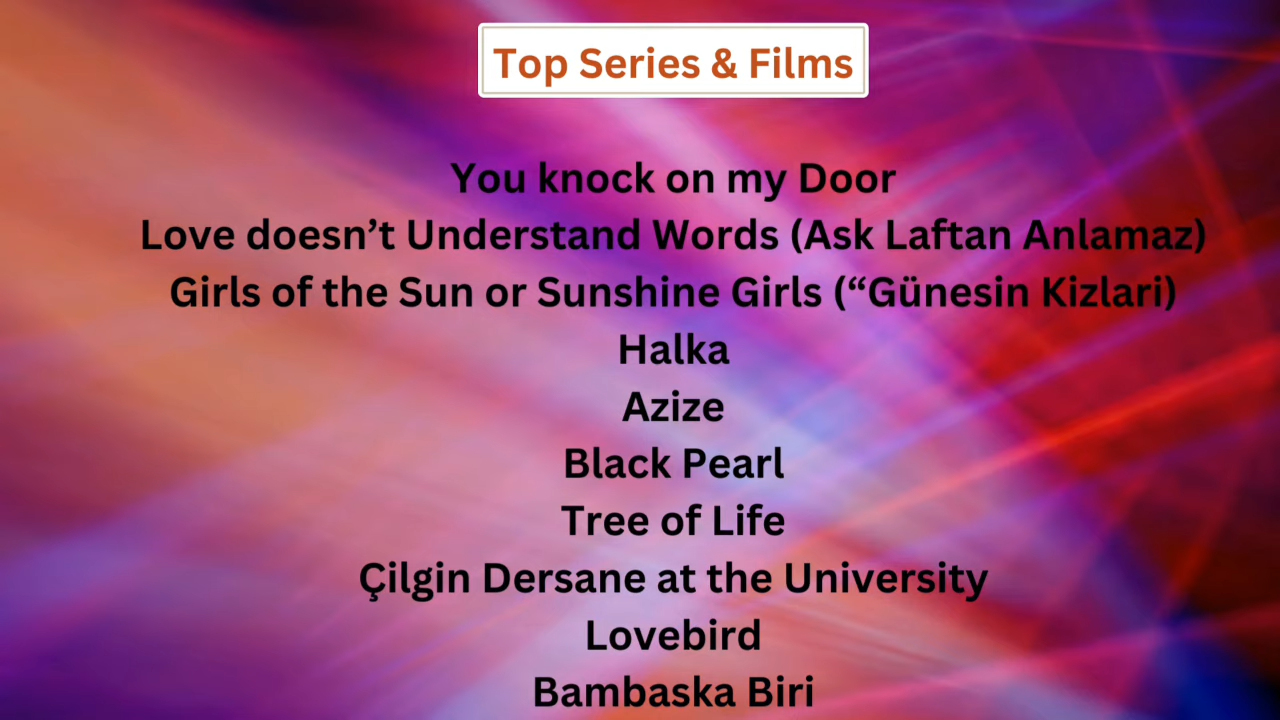 Top Series & Films
You knock on my Door
Love doesn’t Understand Words (Ask Laftan Anlamaz)
Girls of the Sun or Sunshine Girls (“Günesin Kizlari)
Halka
Azize
Black Pearl
Tree of Life
Çilgin Dersane at the University
Lovebird
Bambaska Biri